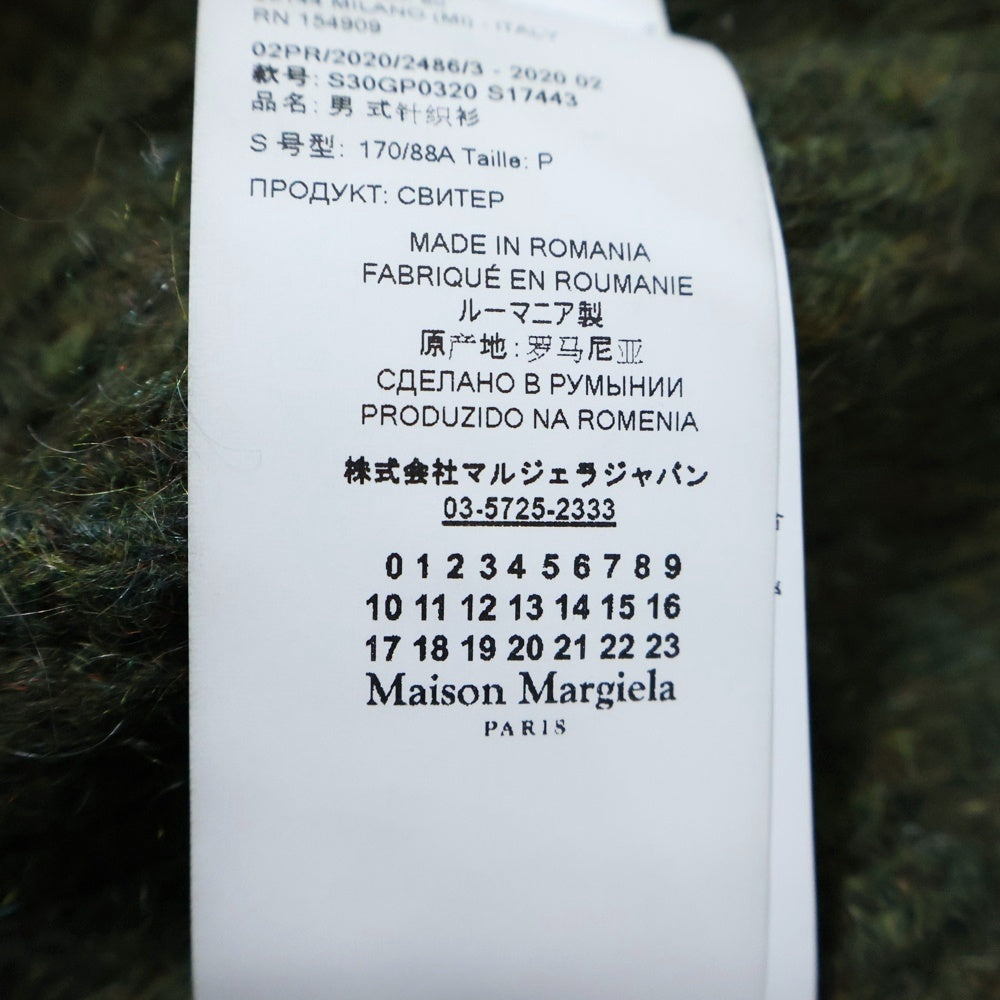 MILANO (MI) - ITALY
RN 154909
02PR/2020/2486/3 - 2020 02
款号: S30GP0320 S17443
品名: 男 式针织衫
S 号型: 170/88A Taille: P
ПРОДУКТ: СВИТЕР
MADE IN ROMANIA
FABRIQUÉ EN ROUMANIE
ルーマニア製
原产地: 罗马尼亚
СДЕЛАНО В РУМЫНИИ
PRODUZIDO NA ROMENIA
株式会社マルジェラジャパン
03-5725-2333
0 1 2 3 4 5 6 7 8 9
10 11 12 13 14 15 16
17 18 19 20 21 22 23
Maison Margiela
PARIS